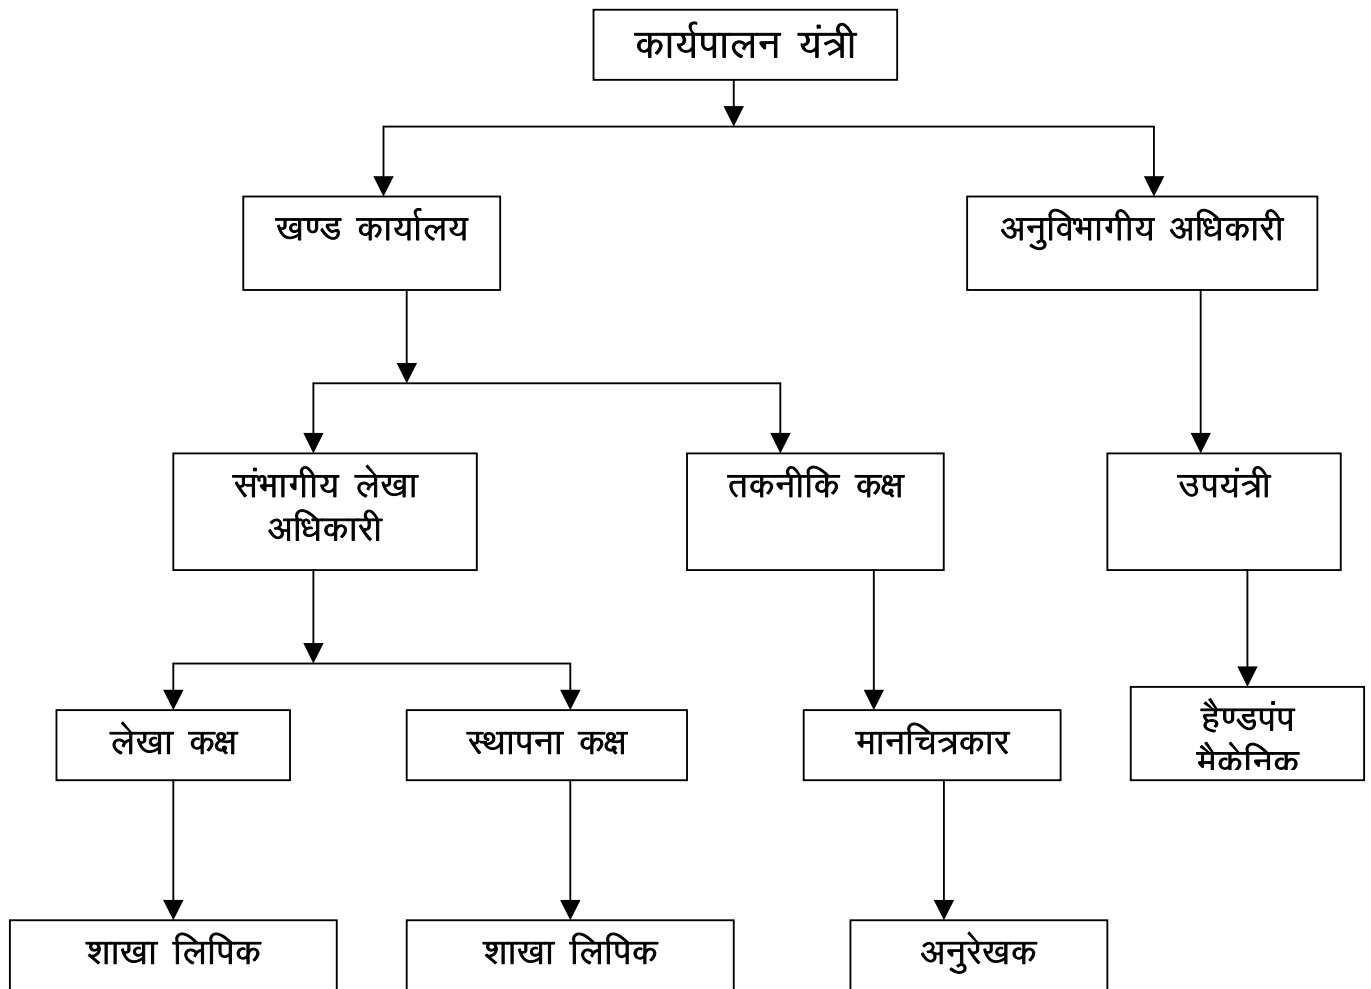 कार्यपालन यंत्री
खण्ड कार्यालय
अनुविभागीय अधिकारी
संभागीय लेखा
अधिकारी
तकनीकि कक्ष
उपयंत्री
लेखा कक्ष
स्थापना कक्ष
मानचित्रकार
हैण्डपंप
मैकेनिक
शाखा लिपिक
शाखा लिपिक
अनुरेखक